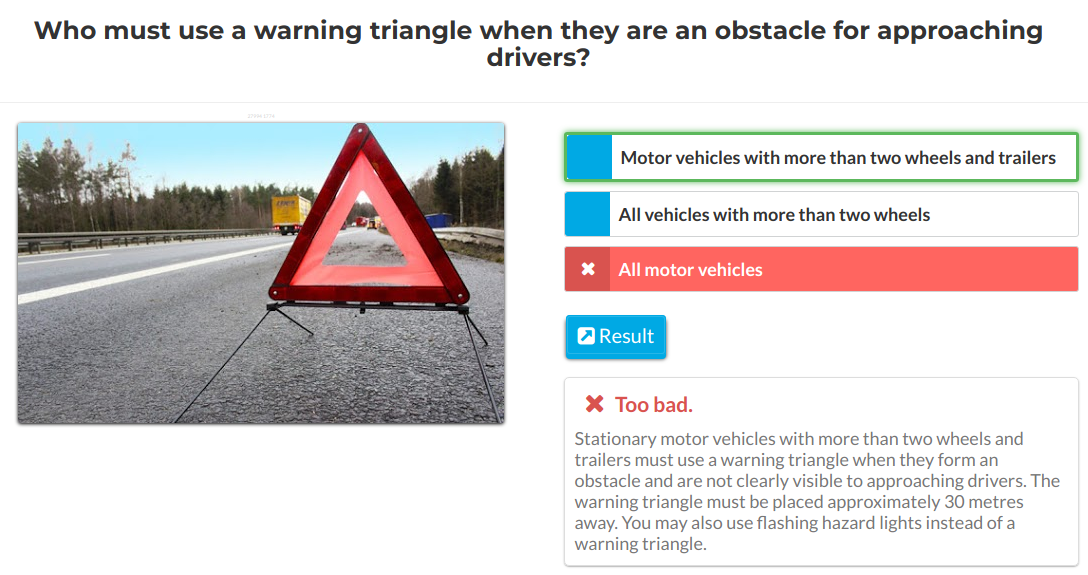 Who must use a warning triangle when they are an obstacle for approaching
drivers?
Motor vehicles with more than two wheels and trailers
All vehicles with more than two wheels
All motor vehicles
Result
Too bad.
Stationary motor vehicles with more than two wheels and
trailers must use a warning triangle when they form an
obstacle and are not clearly visible to approaching drivers. The
warning triangle must be placed approximately 30 metres
away. You may also use flashing hazard lights instead of a
warning triangle.